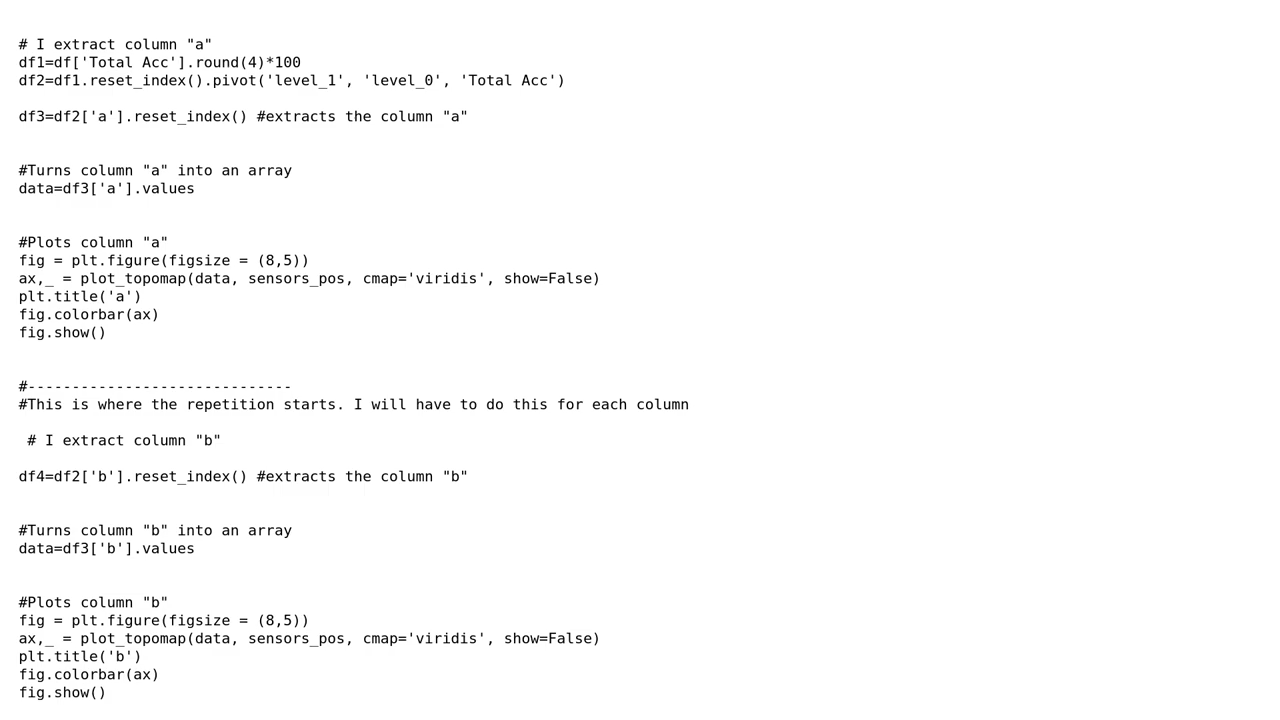 # I extract column "a"
df1=df['Total Acc'].round(4)*100
df2=df1.reset_index().pivot('level_1', 'level_0', 'Total Acc')
df3=df2['a'].reset_index() #extracts the column "a"
#Turns column "a" into an array
data=df3['a'].values
#Plots column "a"
fig = plt.figure(figsize = (8,5))
ax,_ = plot_topomap(data, sensors_pos, cmap='viridis', show=False)
plt.title('a')
fig.colorbar(ax)
fig.show()
#------------------------------
#This is where the repetition starts. I will have to do this for each column
# I extract column "b"
df4=df2['b'].reset_index() #extracts the column "b"
#Turns column "b" into an array
data=df3['b'].values
#Plots column "b"
fig = plt.figure(figsize = (8,5))
ax,_ = plot_topomap(data, sensors_pos, cmap='viridis', show=False)
plt.title('b')
fig.colorbar(ax)
fig.show()